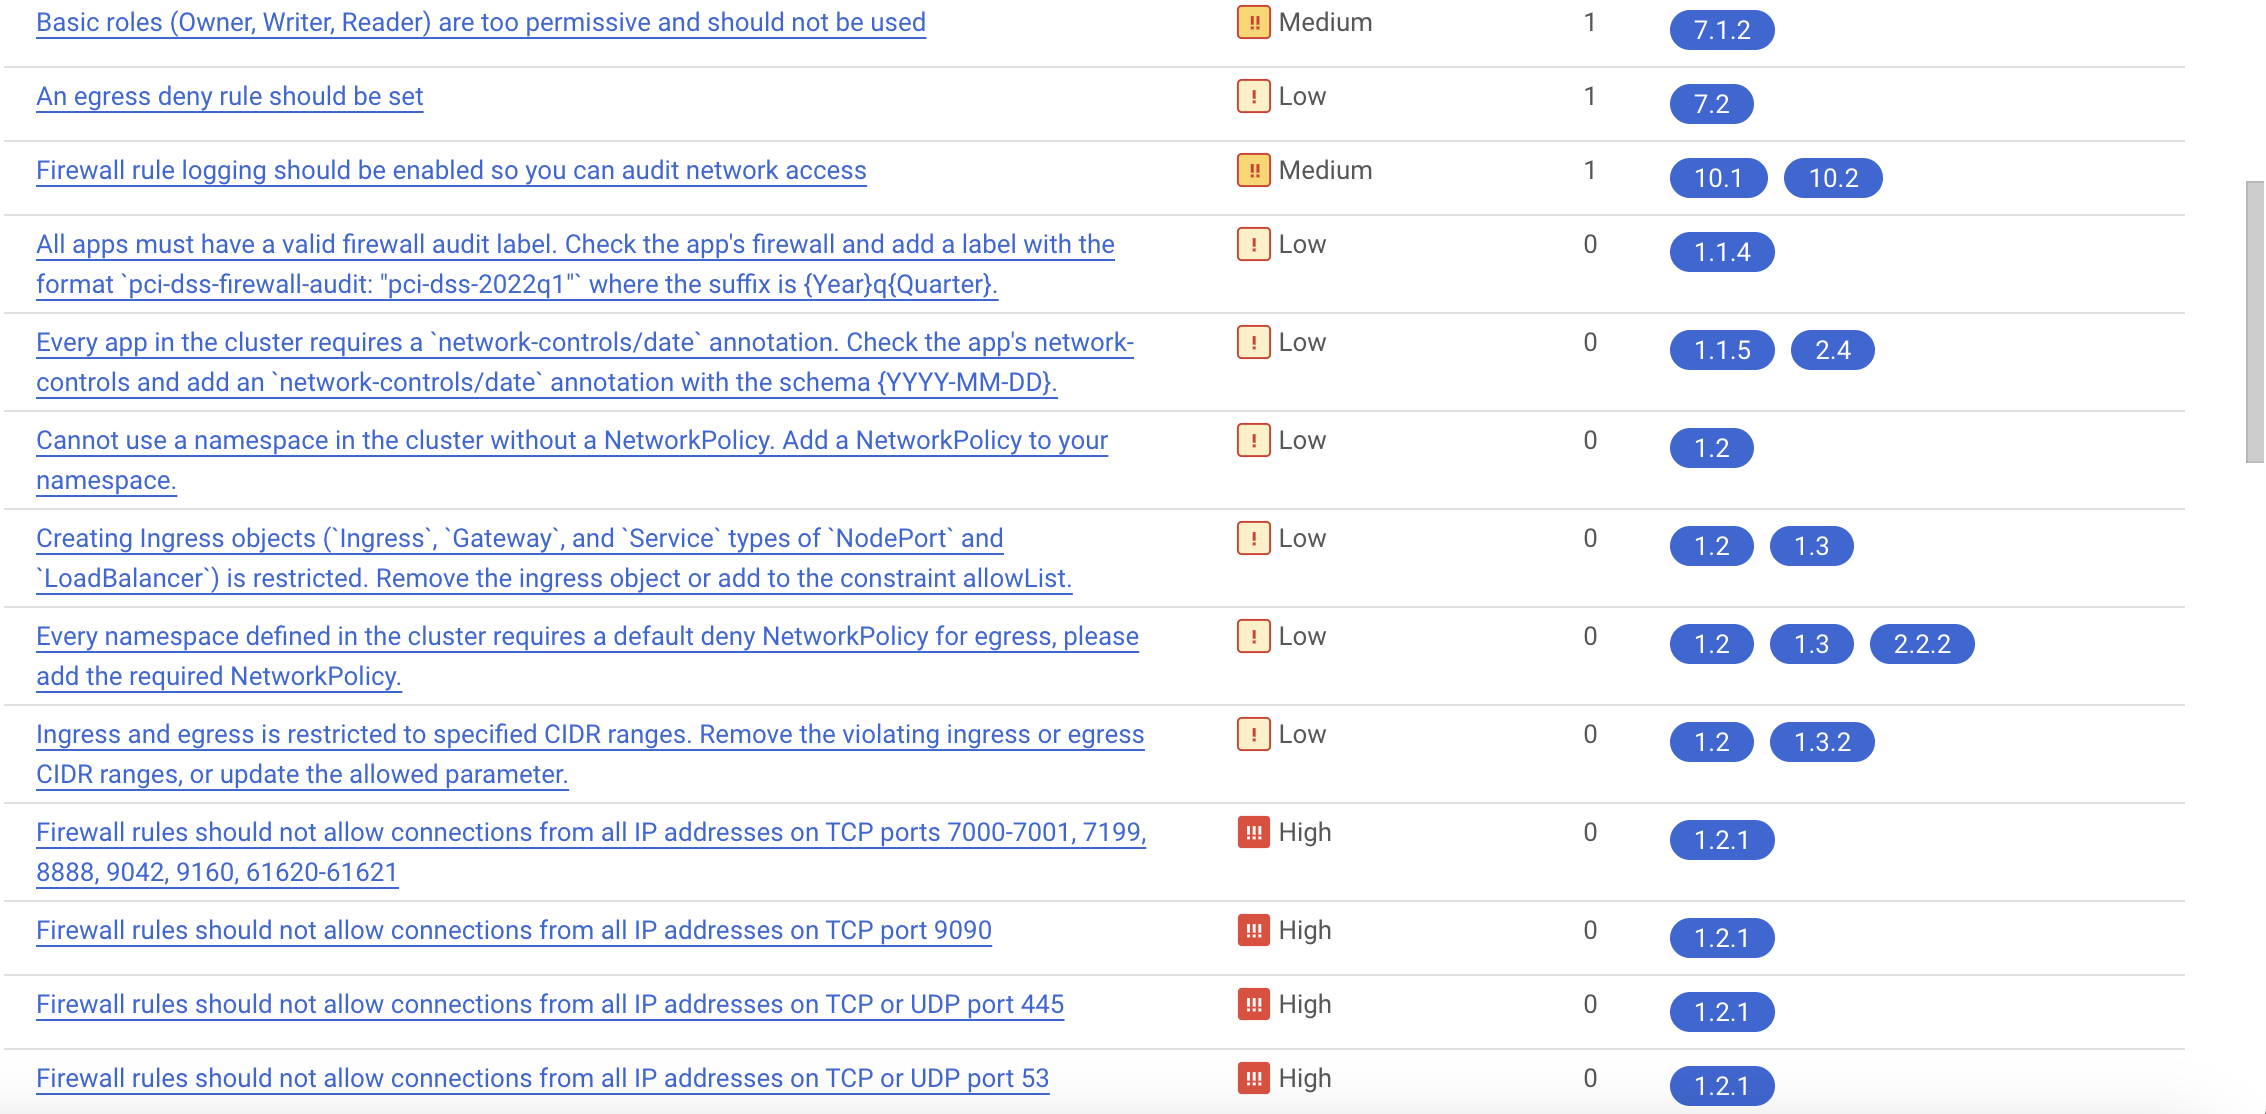 Basic roles (Owner, Writer, Reader) are too permissive and should not be used !! Medium 1 7.1.2
An egress deny rule should be set ! Low 1 7.2
Firewall rule logging should be enabled so you can audit network access !! Medium 1 10.1 10.2
All apps must have a valid firewall audit label. Check the app's firewall and add a label with the ! Low 0 1.1.4
format `pci-dss-firewall-audit: "pci-dss-2022q1"` where the suffix is {Year}q{Quarter}.
Every app in the cluster requires a `network-controls/date` annotation. Check the app's network- ! Low 0 1.1.5 2.4
controls and add an `network-controls/date` annotation with the schema {YYYY-MM-DD}.
Cannot use a namespace in the cluster without a NetworkPolicy. Add a NetworkPolicy to your ! Low 0 1.2
namespace.
Creating Ingress objects (`Ingress`, `Gateway`, and `Service` types of `NodePort` and ! Low 0 1.2 1.3
`LoadBalancer`) is restricted. Remove the ingress object or add to the constraint allowList.
Every namespace defined in the cluster requires a default deny NetworkPolicy for egress, please ! Low 0 1.2 1.3 2.2.2
add the required NetworkPolicy.
Ingress and egress is restricted to specified CIDR ranges. Remove the violating ingress or egress ! Low 0 1.2 1.3.2
CIDR ranges, or update the allowed parameter.
Firewall rules should not allow connections from all IP addresses on TCP ports 7000-7001, 7199, !!! High 0 1.2.1
8888, 9042, 9160, 61620-61621
Firewall rules should not allow connections from all IP addresses on TCP port 9090 !!! High 0 1.2.1
Firewall rules should not allow connections from all IP addresses on TCP or UDP port 445 !!! High 0 1.2.1
Firewall rules should not allow connections from all IP addresses on TCP or UDP port 53 !!! High 0 1.2.1